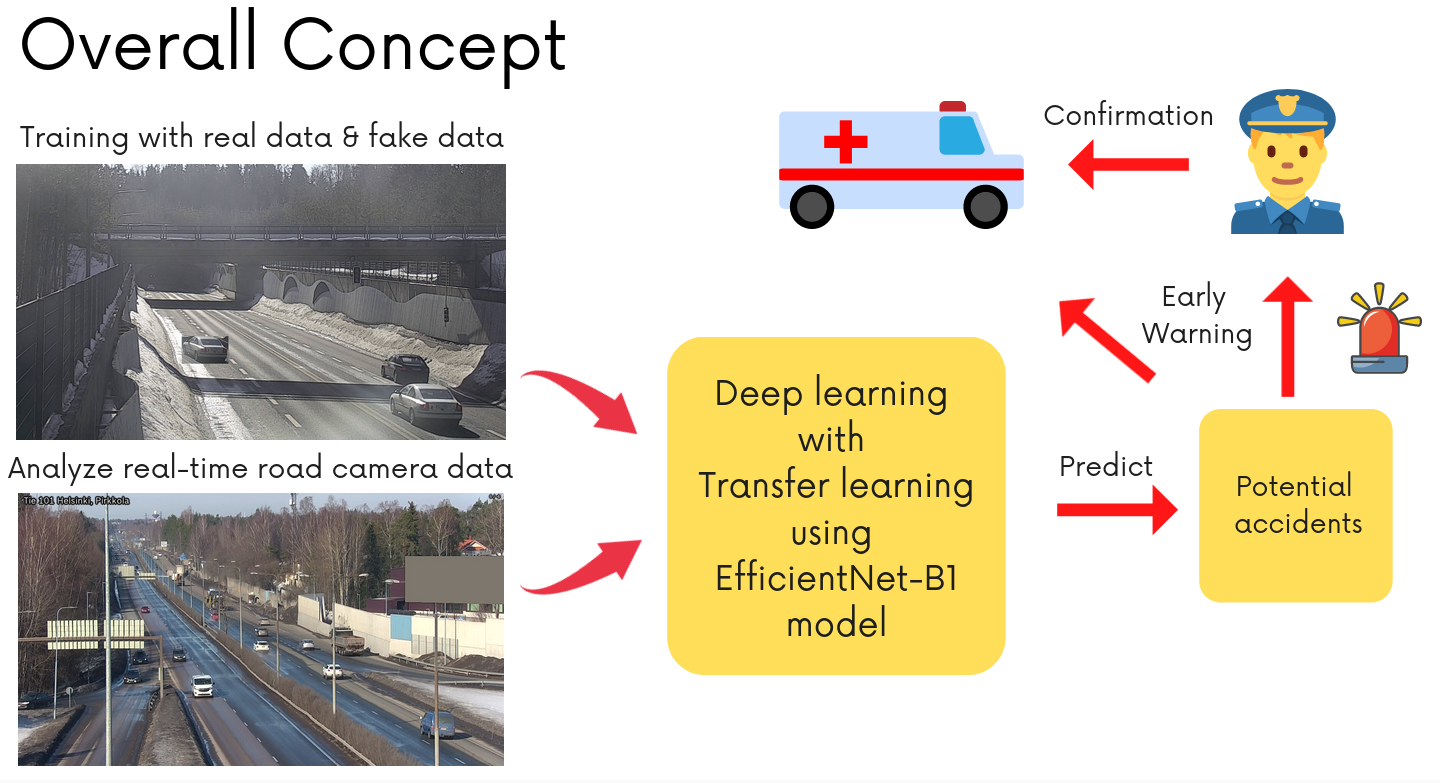 Overall Concept
Training with real data & fake data
Analyze real-time road camera data
Tie 101 Helsinki, Pirkkola
Deep learning
with
Transfer learning
using
EfficientNet-B1
model
Predict
Potential
accidents
Early
Warning
Confirmation